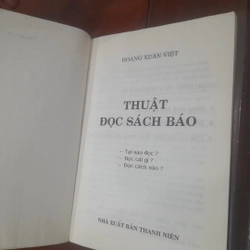 HOÀNG XUÂN VIỆT
THUẬT
ĐỌC SÁCH BÁO
- Tại sao đọc ?
- Đọc cái gì ?
- Đọc cách nào ?
NHÀ XUẤT BẢN THANH NIÊN